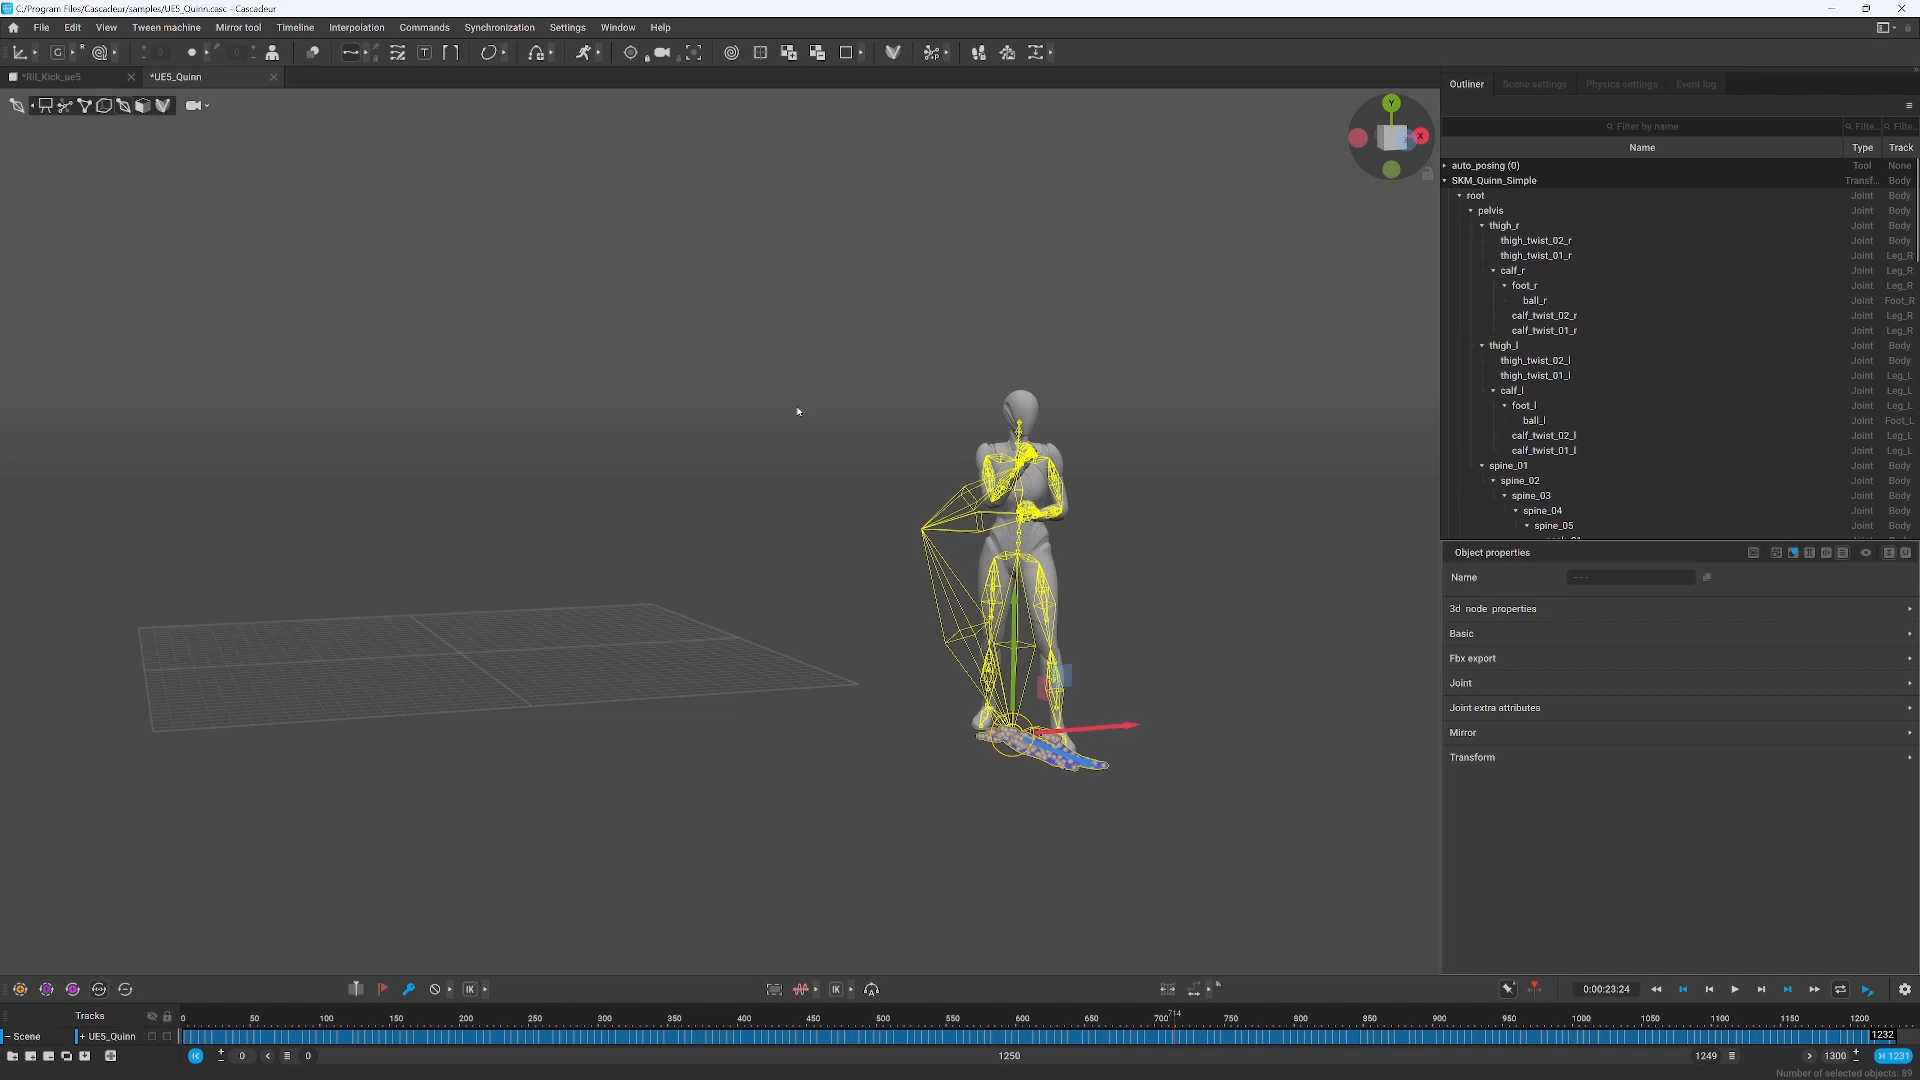 C:/Program Files/Cascadeur/samples/UE5_Quinn.casc - Cascadeur
File Edit View Tween machine Mirror tool Timeline Interpolation Commands Synchronization Settings Window Help
*Ril_Kick_ue5
*UE5_Quinn
Y
X
Outliner Scene settings Physics settings Event log
Filter by name Filte... Filte...
Name Type Track
auto_posing (0) Tool None
SKM_Quinn_Simple Transf... Body
root Joint Body
pelvis Joint Body
thigh_r Joint Body
thigh_twist_02_r Joint Body
thigh_twist_01_r Joint Leg_R
calf_r Joint Leg_R
foot_r Joint Leg_R
ball_r Joint Foot_R
calf_twist_02_r Joint Leg_R
calf_twist_01_r Joint Leg_R
thigh_l Joint Body
thigh_twist_02_l Joint Body
thigh_twist_01_l Joint Leg_L
calf_l Joint Leg_L
foot_l Joint Leg_L
ball_l Joint Foot_L
calf_twist_02_l Joint Leg_L
calf_twist_01_l Joint Leg_L
spine_01 Joint Body
spine_02 Joint Body
spine_03 Joint Body
spine_04 Joint Body
spine_05 Joint Body
Object properties
Name ---
3d node properties
Basic
Fbx export
Joint
Joint extra attributes
Mirror
Transform
IK IK 0:00:23:24
Tracks 0 50 100 150 200 250 300 350 400 450 500 550 600 650 700 714 750 800 850 900 950 1000 1050 1100 1150 1200
Scene + UE5_Quinn 1232
0 0 1250 1249 1300 1231
Number of selected objects: 89